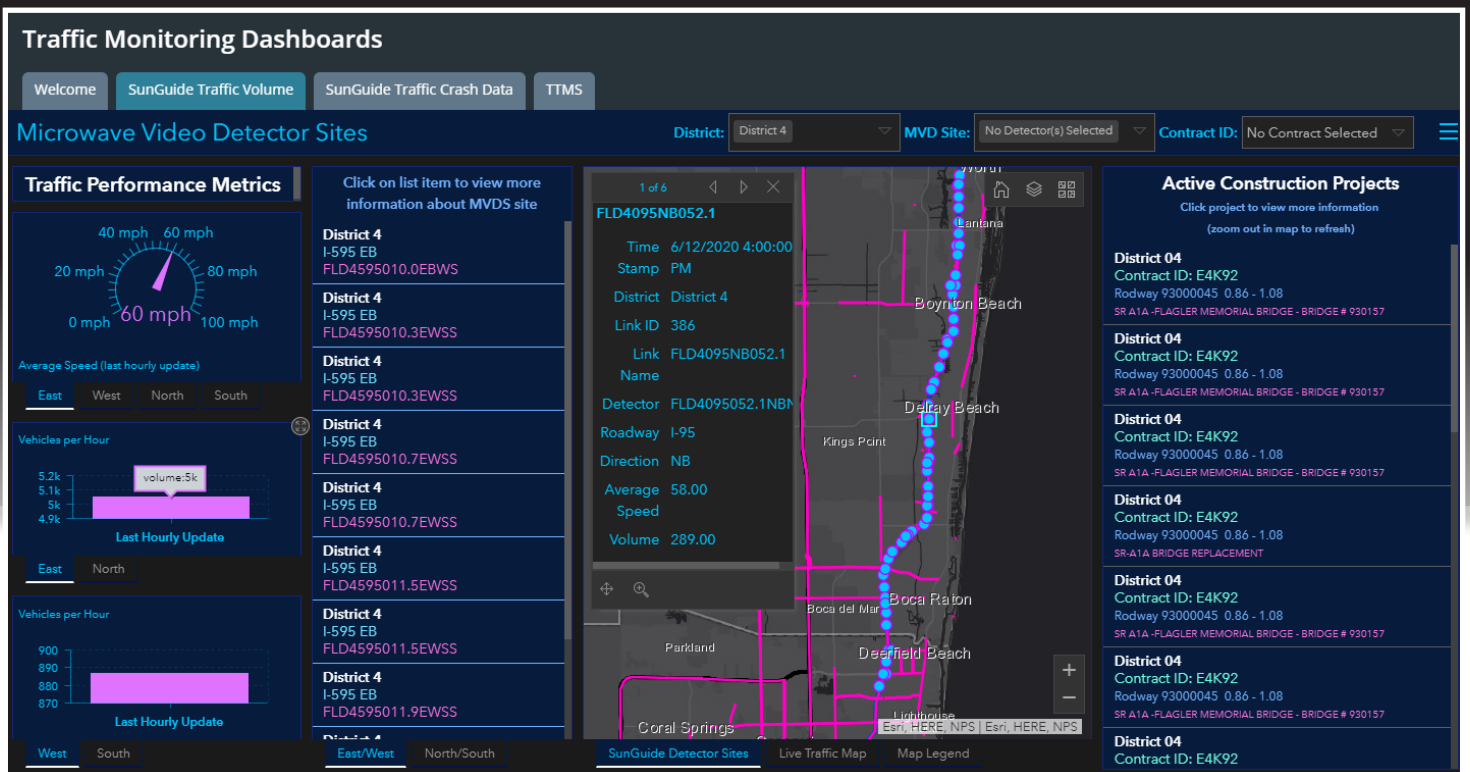 Traffic Monitoring Dashboards
Welcome
SunGuide Traffic Volume
SunGuide Traffic Crash Data
TTMS
Microwave Video Detector Sites
District:
District 4
MVD Site:
No Detector(s) Selected
Contract ID:
No Contract Selected
Traffic Performance Metrics
40 mph
60 mph
20 mph
80 mph
0 mph
60 mph
100 mph
Average Speed (last hourly update)
East
West
North
South
Vehicles per Hour
5.2k
5.1k
5k
4.9k
volume:5k
Last Hourly Update
East
North
Vehicles per Hour
900
890
880
870
Last Hourly Update
West
South
Click on list item to view more
information about MVDS site
District 4
I-595 EB
FLD4595010.0EBWS
District 4
I-595 EB
FLD4595010.3EWSS
District 4
I-595 EB
FLD4595010.3EWSS
District 4
I-595 EB
FLD4595010.7EWSS
District 4
I-595 EB
FLD4595010.7EWSS
District 4
I-595 EB
FLD4595011.5EWSS
District 4
I-595 EB
FLD4595011.5EWSS
District 4
I-595 EB
FLD4595011.9EWSS
District 4
East/West
North/South
1 of 6
FLD4095NB052.1
Time Stamp
6/12/2020 4:00:00 PM
District
District 4
Link ID
386
Link Name
FLD4095NB052.1
Detector
FLD4095052.1NBN
Roadway
I-95
Direction
NB
Average Speed
58.00
Volume
289.00
Worth
Lantana
Boynton Beach
Delray Beach
Kings Point
Boca del Mar
Boca Raton
Parkland
Deerfield Beach
Coral Springs
Lighthouse
Esri, HERE, NPS | Esri, HERE, NPS
SunGuide Detector Sites
Live Traffic Map
Map Legend
Active Construction Projects
Click project to view more information
(zoom out in map to refresh)
District 04
Contract ID: E4K92
Rodway 93000045 0.86 - 1.08
SR A1A -FLAGLER MEMORIAL BRIDGE - BRIDGE # 930157
District 04
Contract ID: E4K92
Rodway 93000045 0.86 - 1.08
SR A1A -FLAGLER MEMORIAL BRIDGE - BRIDGE # 930157
District 04
Contract ID: E4K92
Rodway 93000045 0.86 - 1.08
SR A1A -FLAGLER MEMORIAL BRIDGE - BRIDGE # 930157
District 04
Contract ID: E4K92
Rodway 93000045 0.86 - 1.08
SR-A1A BRIDGE REPLACEMENT
District 04
Contract ID: E4K92
Rodway 93000045 0.86 - 1.08
SR A1A -FLAGLER MEMORIAL BRIDGE - BRIDGE # 930157
District 04
Contract ID: E4K92
Rodway 93000045 0.86 - 1.08
SR A1A -FLAGLER MEMORIAL BRIDGE - BRIDGE # 930157
District 04
Contract ID: E4K92